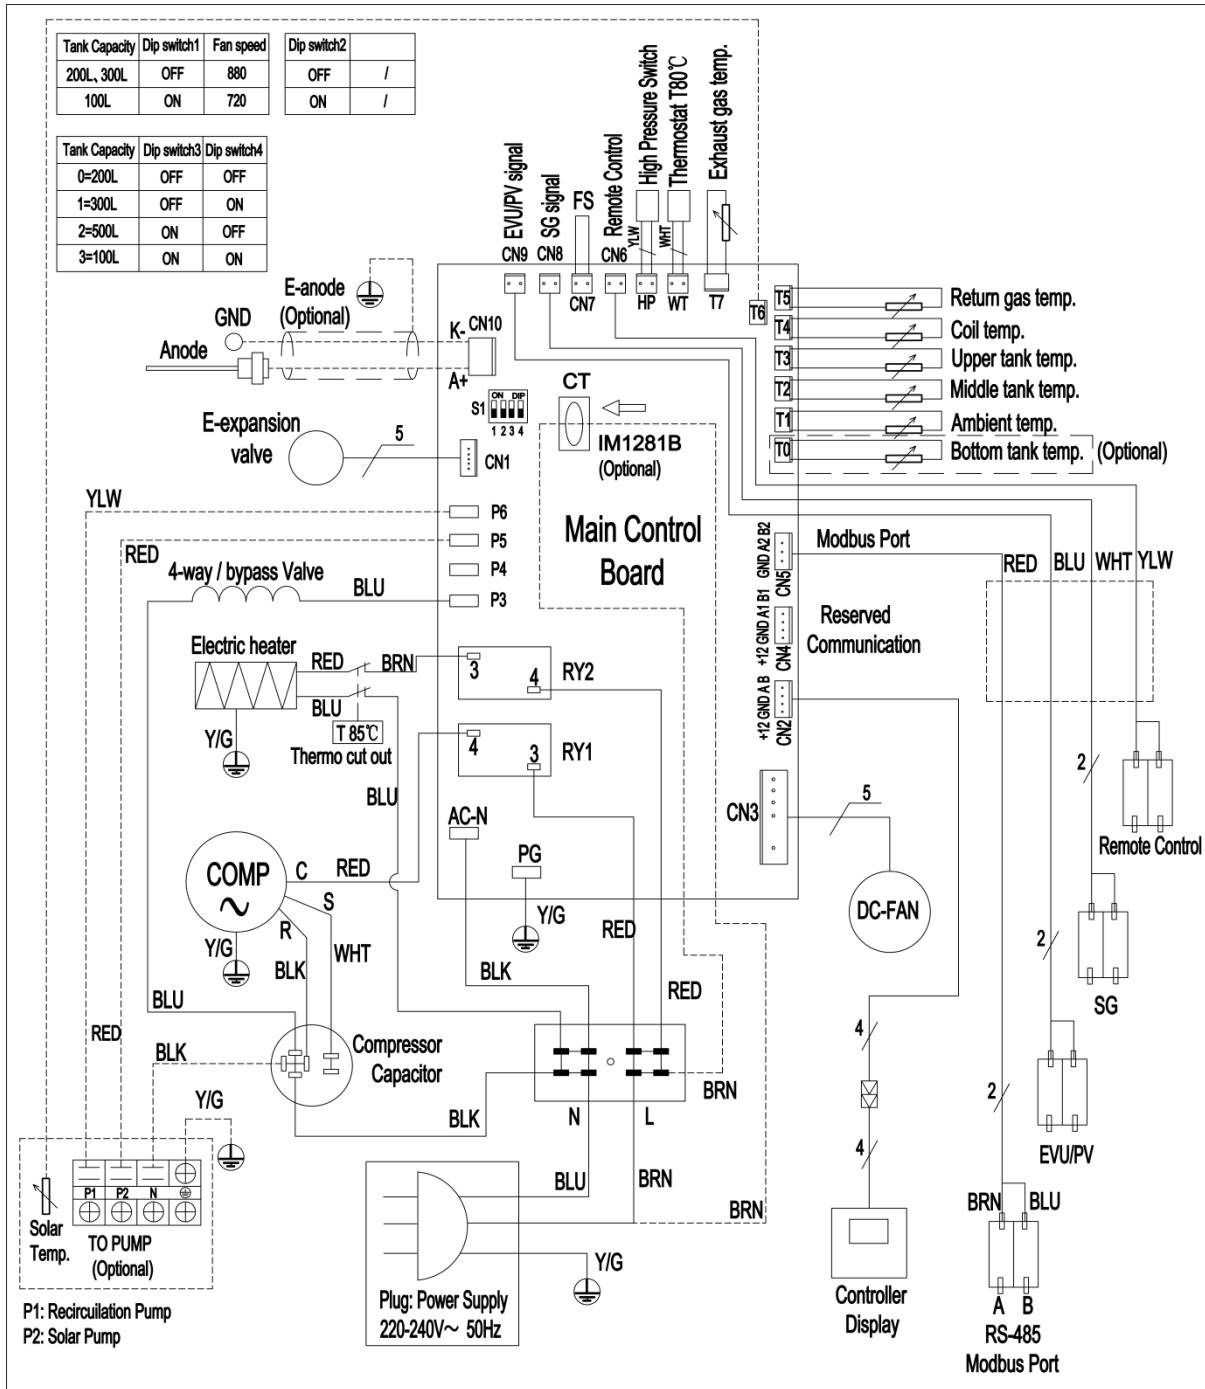 Tank Capacity Dip switch1 Fan speed
200L、300L OFF 880
100L ON 720
Dip switch2
OFF /
ON /
Tank Capacity Dip switch3 Dip switch4
0=200L OFF OFF
1=300L OFF ON
2=500L ON OFF
3=100L ON ON
EVU/PV signal
CN9
SG signal
CN8
FS
CN7
Remote Control
CN6
High Pressure Switch
YLW
HP
Thermostat T80℃
WHT
WT
Exhaust gas temp.
T7
T6
T5 Return gas temp.
T4 Coil temp.
T3 Upper tank temp.
T2 Middle tank temp.
T1 Ambient temp.
T0 Bottom tank temp. (Optional)
E-anode
(Optional)
GND
Anode
K- CN10
A+
S1
ON DIP
1 2 3 4
CT
IM1281B
(Optional)
E-expansion
valve
5
CN1
YLW
P6
RED
P5
P4
4-way / bypass Valve
BLU
P3
Main Control
Board
GND A2 B2
CN5
Modbus Port
+12 GND A1 B1
CN4
Reserved
Communication
+12 GND A B
CN2
RED BLU WHT YLW
Electric heater
RED BRN
BLU
T 85℃
Thermo cut out
Y/G
3 4 RY2
4 3 RY1
BLU
AC-N
PG
Y/G
CN3
5
DC-FAN
COMP
C RED
S
R
Y/G
BLK
WHT
BLK
RED
RED
BLU
RED
BLK
Compressor
Capacitor
Y/G
BLK
N L
BRN
BLU
BRN
BRN
Y/G
Plug: Power Supply
220-240V～ 50Hz
Solar
Temp.
P1 P2 N
TO PUMP
(Optional)
P1: Recircuilation Pump
P2: Solar Pump
4
4
Controller
Display
2
Remote Control
2
SG
2
EVU/PV
BRN BLU
A B
RS-485
Modbus Port